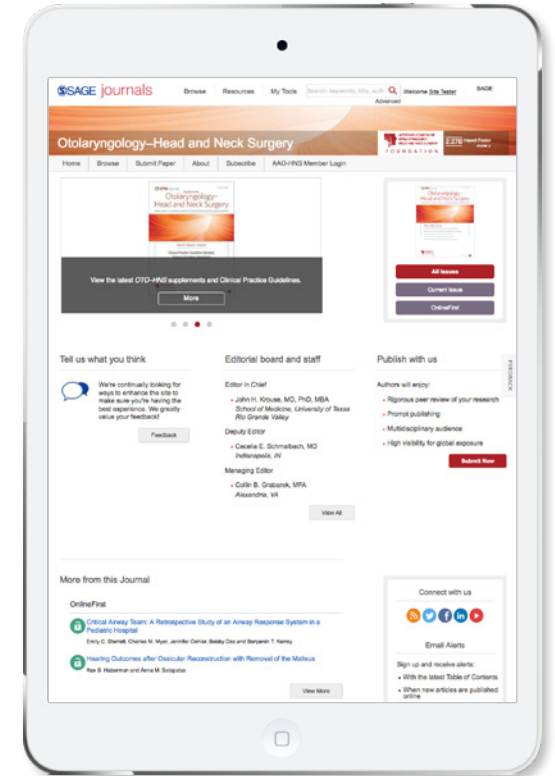 SAGE journals
Browse Resources My Tools Search keywords, title, auth Welcome Site Tester SAGE
Advanced
Otolaryngology–Head and Neck Surgery
FOUNDATION
2.276 Impact Factor
Home Browse Submit Paper About Subscribe AAO-HNS Member Login
Otolaryngology–
Head and Neck Surgery
View the latest OTO-HNS supplements and Clinical Practice Guidelines.
More
Otolaryngology–
Head and Neck Surgery
All Issues
Current Issue
OnlineFirst
Tell us what you think
We're continually looking for
ways to enhance the site to
make sure you're having the
best experience. We greatly
value your feedback!
Feedback
Editorial board and staff
Editor in Chief
• John H. Krouse, MD, PhD, MBA
School of Medicine, University of Texas
Rio Grande Valley
Deputy Editor
• Cecelia E. Schmalbach, MD
Indianapolis, IN
Managing Editor
• Collin B. Grabarek, MFA
Alexandria, VA
View All
Publish with us
Authors will enjoy:
• Rigorous peer review of your research
• Prompt publishing
• Multidisciplinary audience
• High visibility for global exposure
Submit Now
FEEDBACK
More from this Journal
OnlineFirst
Critical Airway Team: A Retrospective Study of an Airway Response System in a
Pediatric Hospital
Emily C. Sterrett, Charles M. Myer, Jennifer Oehler, Bobby Das and Benjamin T. Kerrey
Hearing Outcomes after Ossicular Reconstruction with Removal of the Malleus
View More
Connect with us
Email Alerts
Sign up and receive alerts:
• With the latest Table of Contents
• When new articles are published
online